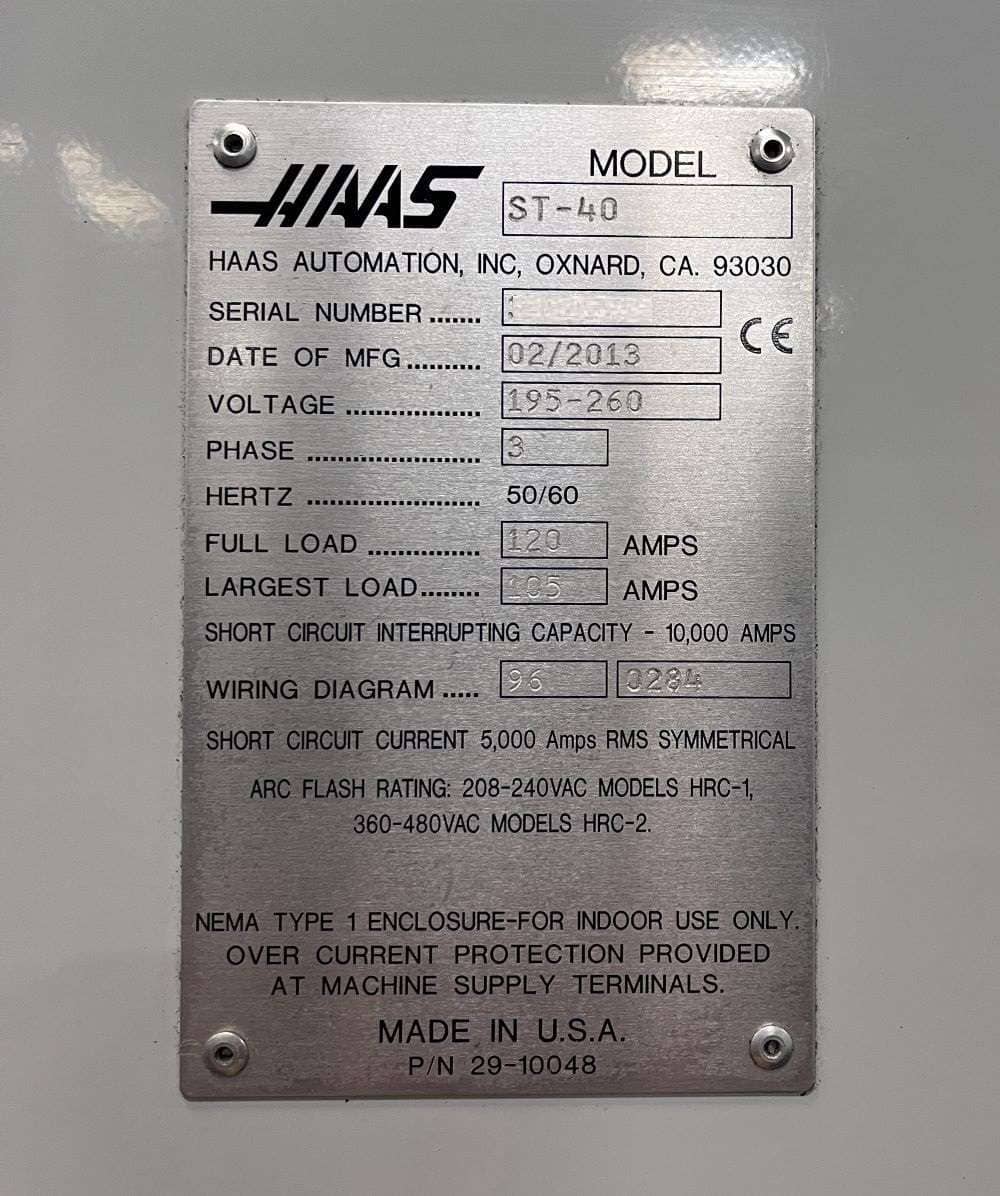 HAAS
MODEL
ST-40
HAAS AUTOMATION, INC, OXNARD, CA. 93030
SERIAL NUMBER .......
DATE OF MFG .......... 02/2013
CE
VOLTAGE .................. 195-260
PHASE ....................... 3
HERTZ ....................... 50/60
FULL LOAD ............... 120 AMPS
LARGEST LOAD........ 105 AMPS
SHORT CIRCUIT INTERRUPTING CAPACITY - 10,000 AMPS
WIRING DIAGRAM ..... 96 0284
SHORT CIRCUIT CURRENT 5,000 Amps RMS SYMMETRICAL
ARC FLASH RATING: 208-240VAC MODELS HRC-1,
360-480VAC MODELS HRC-2.
NEMA TYPE 1 ENCLOSURE-FOR INDOOR USE ONLY.
OVER CURRENT PROTECTION PROVIDED
AT MACHINE SUPPLY TERMINALS.
MADE IN U.S.A.
P/N 29-10048